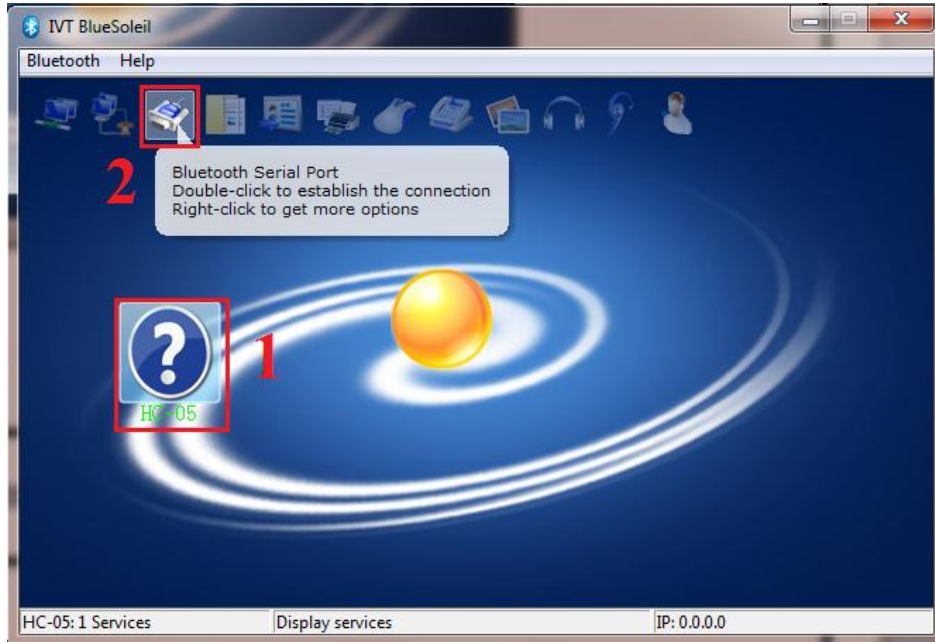 IVT BlueSoleil
Bluetooth Help
2
Bluetooth Serial Port
Double-click to establish the connection
Right-click to get more options
1
HC-05
HC-05: 1 Services Display services IP: 0.0.0.0